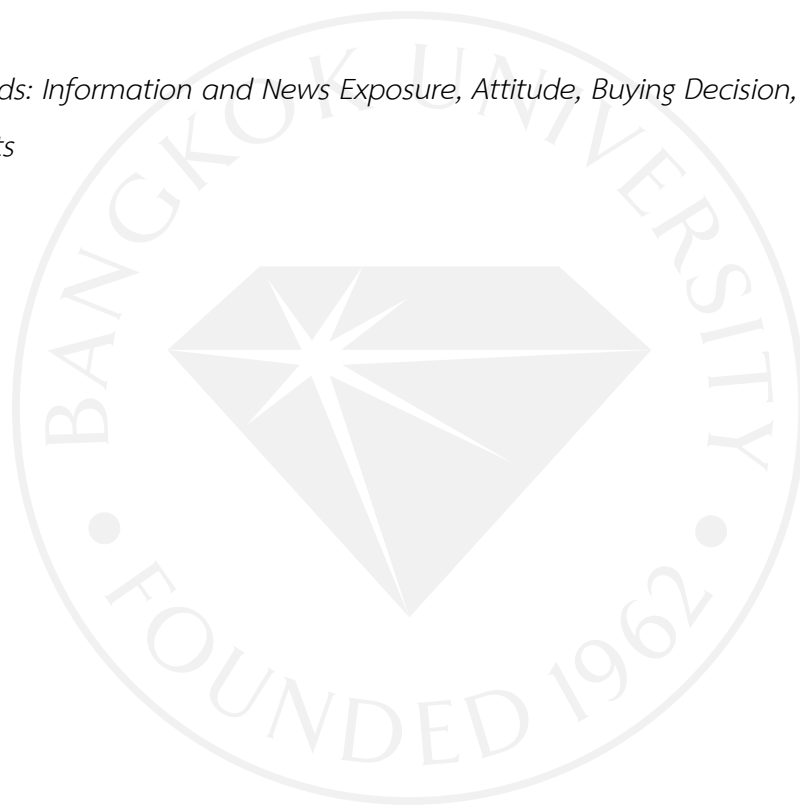 ds: Information and News Exposure, Attitude, Buying Decision,
ts
BANGKOK UNIVERSITY
FOUNDED 1962